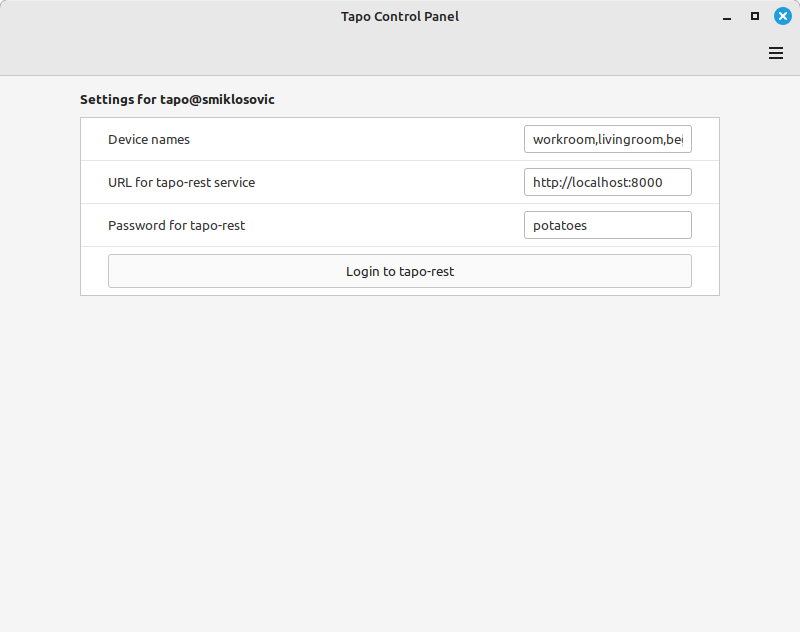 Tapo Control Panel
Settings for tapo@smiklosovic
Device names
workroom,livingroom,be
URL for tapo-rest service
http://localhost:8000
Password for tapo-rest
potatoes
Login to tapo-rest